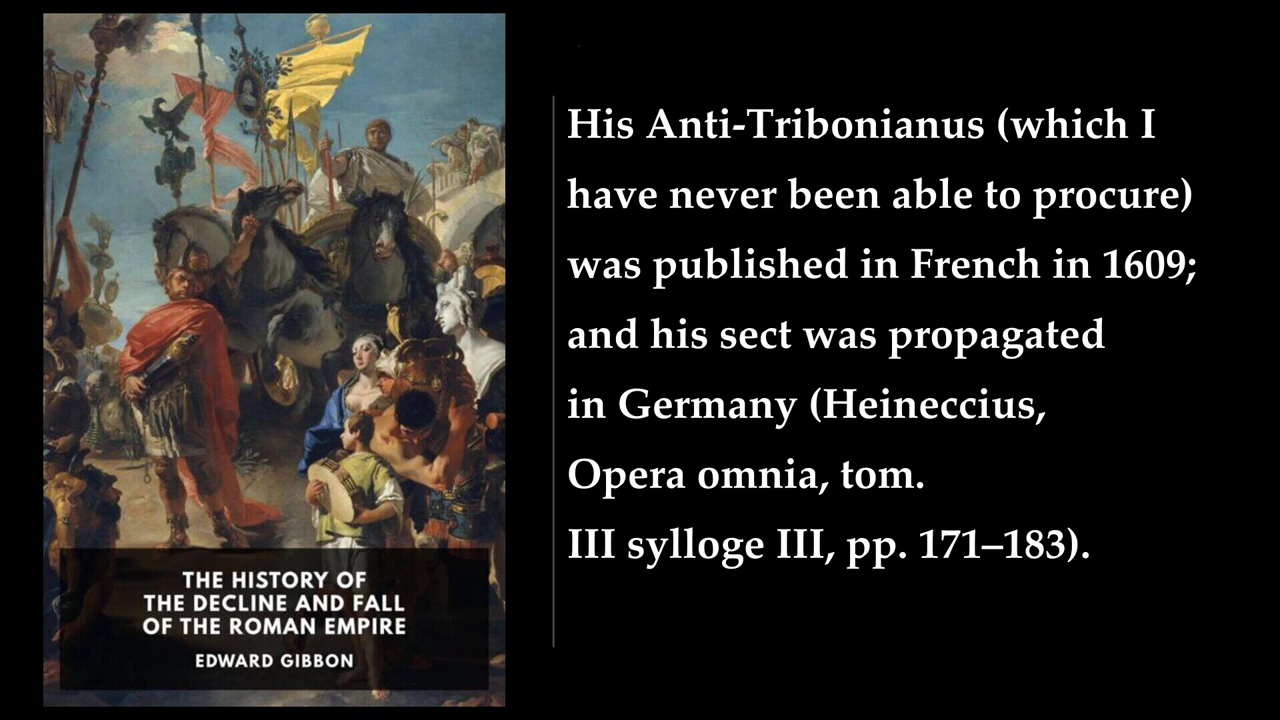 THE HISTORY OF
THE DECLINE AND FALL
OF THE ROMAN EMPIRE
EDWARD GIBBON
His Anti-Tribonianus (which I
have never been able to procure)
was published in French in 1609;
and his sect was propagated
in Germany (Heineccius,
Opera omnia, tom.
III sylloge III, pp. 171–183).